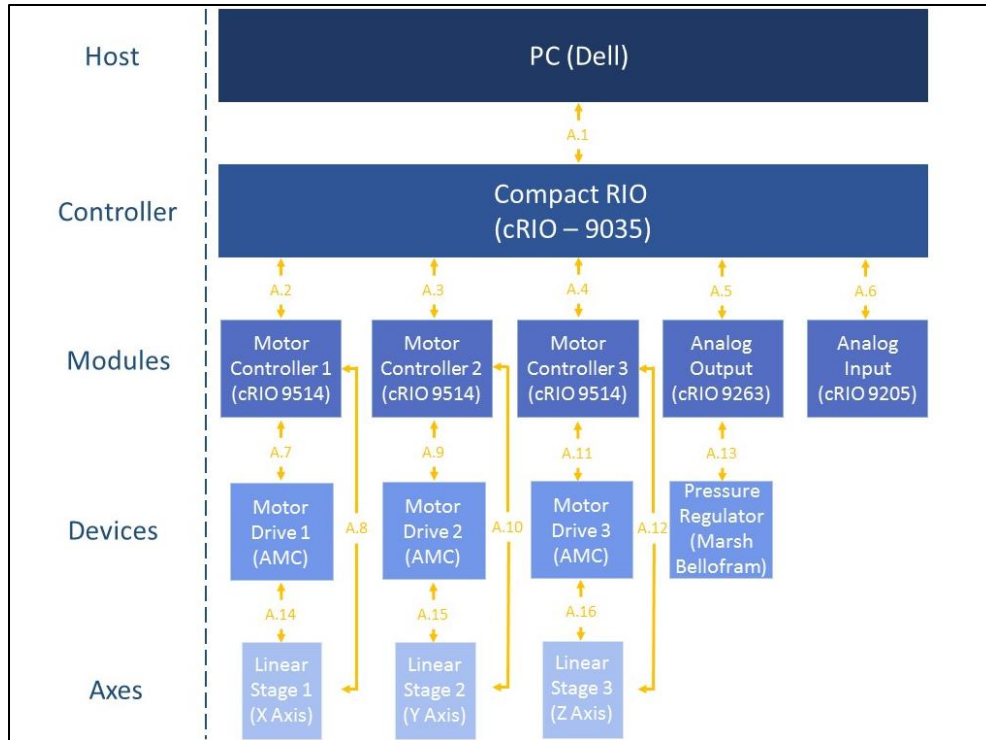 Host
PC (Dell)
A.1
Controller
Compact RIO
(cRIO – 9035)
A.2
A.3
A.4
A.5
A.6
Modules
Motor
Controller 1
(cRIO 9514)
Motor
Controller 2
(cRIO 9514)
Motor
Controller 3
(cRIO 9514)
Analog
Output
(cRIO 9263)
Analog
Input
(cRIO 9205)
A.7
A.9
A.11
A.13
Devices
Motor
Drive 1
(AMC)
A.8
Motor
Drive 2
(AMC)
A.10
Motor
Drive 3
(AMC)
A.12
Pressure
Regulator
(Marsh
Bellofram)
A.14
A.15
A.16
Axes
Linear
Stage 1
(X Axis)
Linear
Stage 2
(Y Axis)
Linear
Stage 3
(Z Axis)